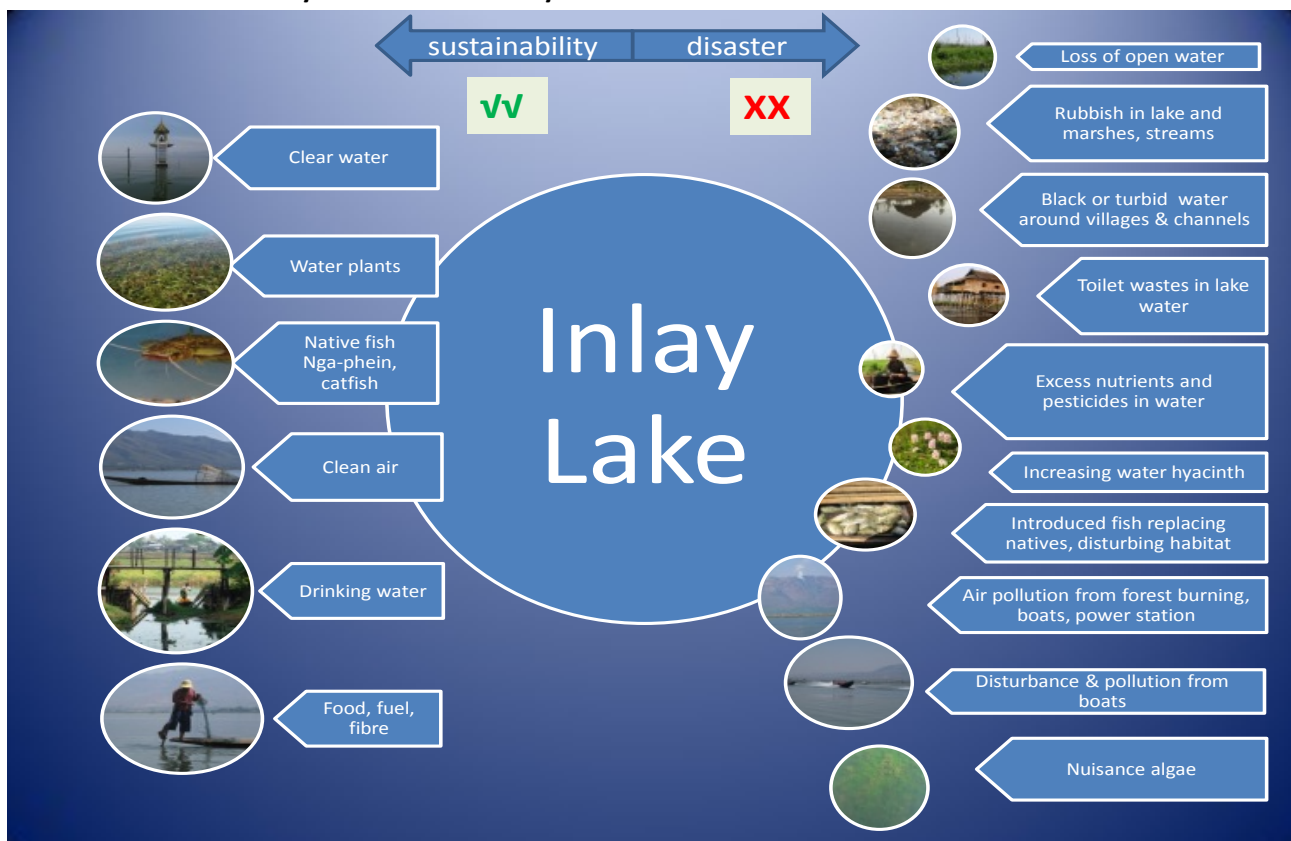 sustainability disaster
√√ XX
Clear water
Water plants
Native fish
Nga-phein,
catfish
Clean air
Drinking water
Food, fuel,
fibre
Inlay
Lake
Loss of open water
Rubbish in lake and
marshes, streams
Black or turbid water
around villages & channels
Toilet wastes in lake
water
Excess nutrients and
pesticides in water
Increasing water hyacinth
Introduced fish replacing
natives, disturbing habitat
Air pollution from forest burning,
boats, power station
Disturbance & pollution from
boats
Nuisance algae